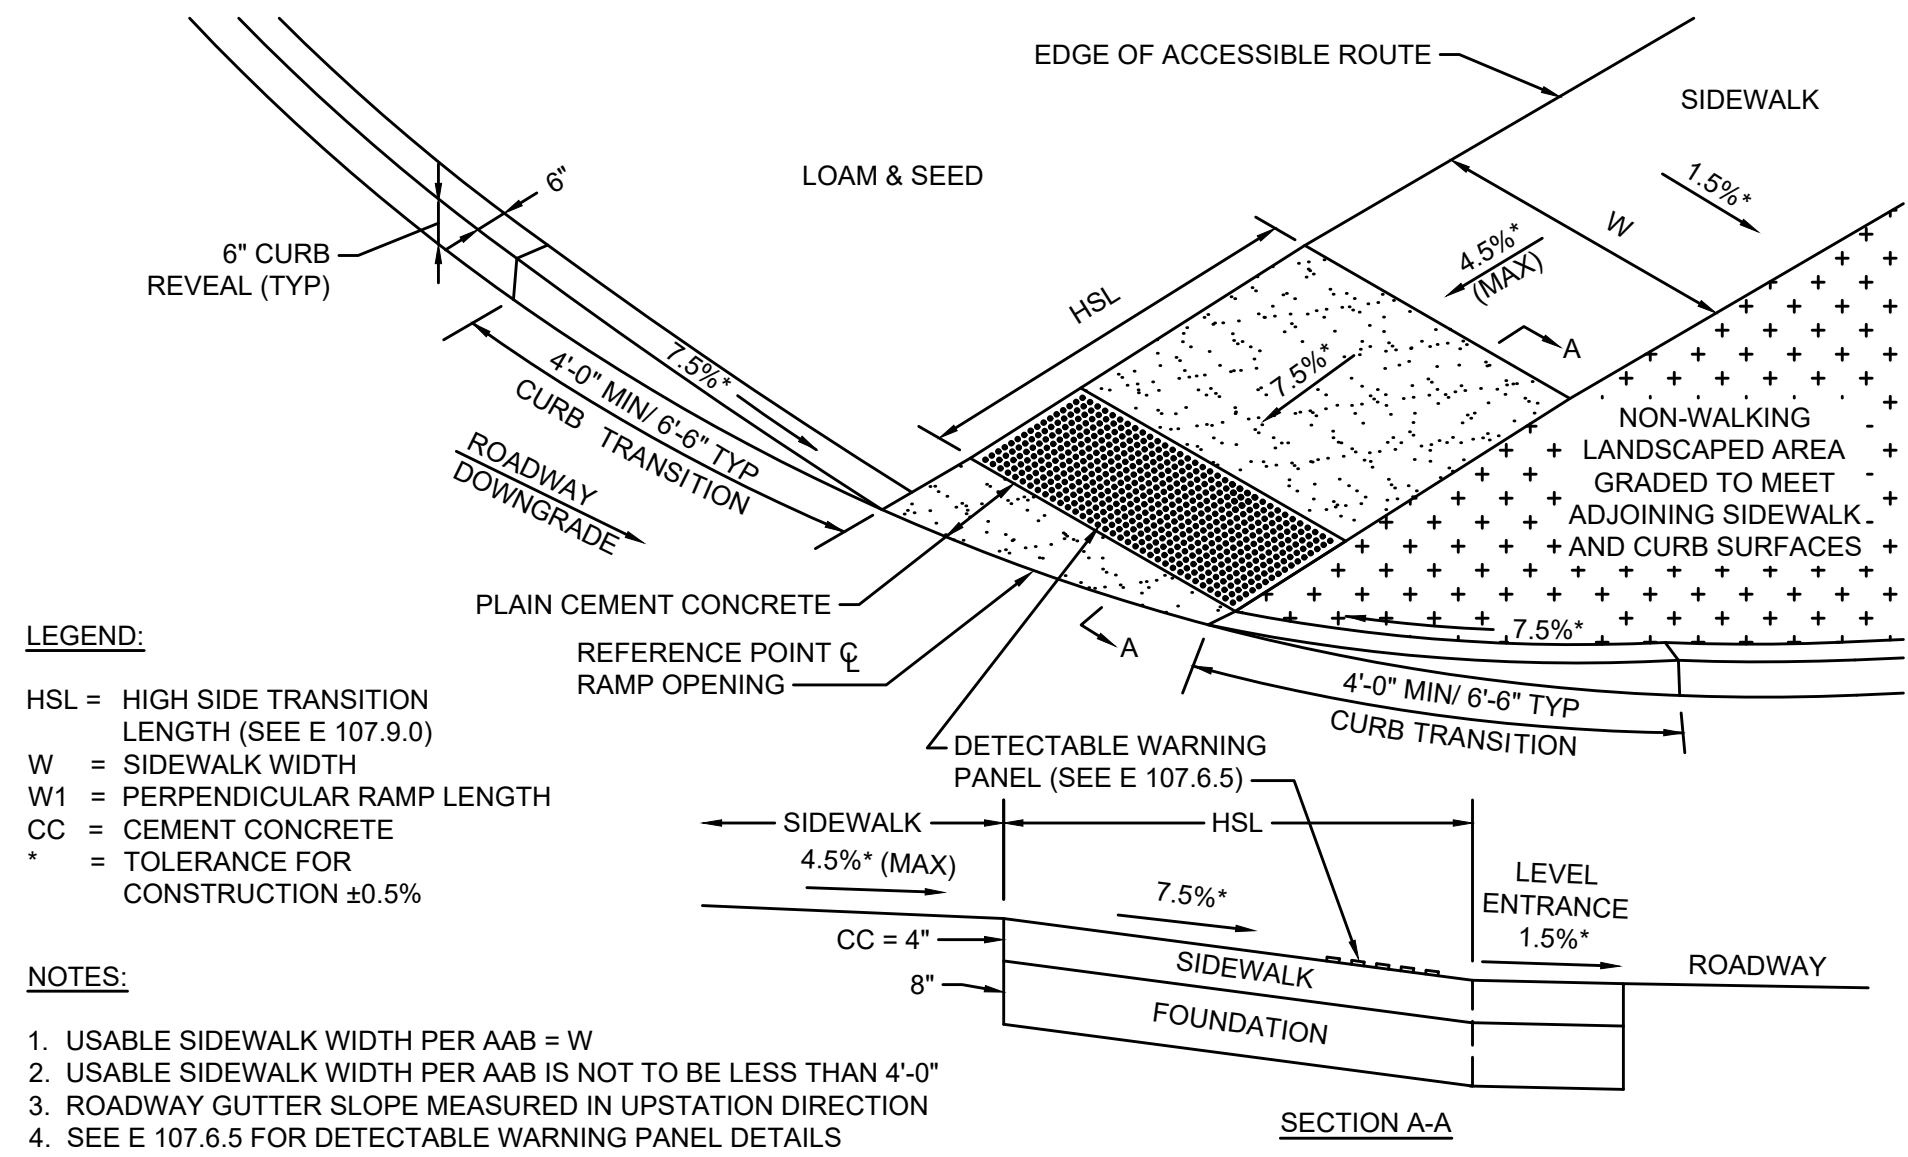 EDGE OF ACCESSIBLE ROUTE
SIDEWALK
LOAM & SEED
1.5%*
6"
W
4.5%*
(MAX)
6" CURB
REVEAL (TYP)
HSL
A
7.5%*
7.5%*
4'-0" MIN/ 6'-6" TYP
CURB TRANSITION
ROADWAY
DOWNGRADE
NON-WALKING
LANDSCAPED AREA
GRADED TO MEET
ADJOINING SIDEWALK
AND CURB SURFACES
PLAIN CEMENT CONCRETE
7.5%*
A
REFERENCE POINT ℄
RAMP OPENING
4'-0" MIN/ 6'-6" TYP
CURB TRANSITION
DETECTABLE WARNING
PANEL (SEE E 107.6.5)
LEGEND:
HSL = HIGH SIDE TRANSITION
LENGTH (SEE E 107.9.0)
W = SIDEWALK WIDTH
W1 = PERPENDICULAR RAMP LENGTH
CC = CEMENT CONCRETE
* = TOLERANCE FOR
CONSTRUCTION ±0.5%
SIDEWALK
HSL
4.5%* (MAX)
7.5%*
LEVEL
ENTRANCE
1.5%*
CC = 4"
SIDEWALK
ROADWAY
8"
FOUNDATION
SECTION A-A
NOTES:
1. USABLE SIDEWALK WIDTH PER AAB = W
2. USABLE SIDEWALK WIDTH PER AAB IS NOT TO BE LESS THAN 4'-0"
3. ROADWAY GUTTER SLOPE MEASURED IN UPSTATION DIRECTION
4. SEE E 107.6.5 FOR DETECTABLE WARNING PANEL DETAILS